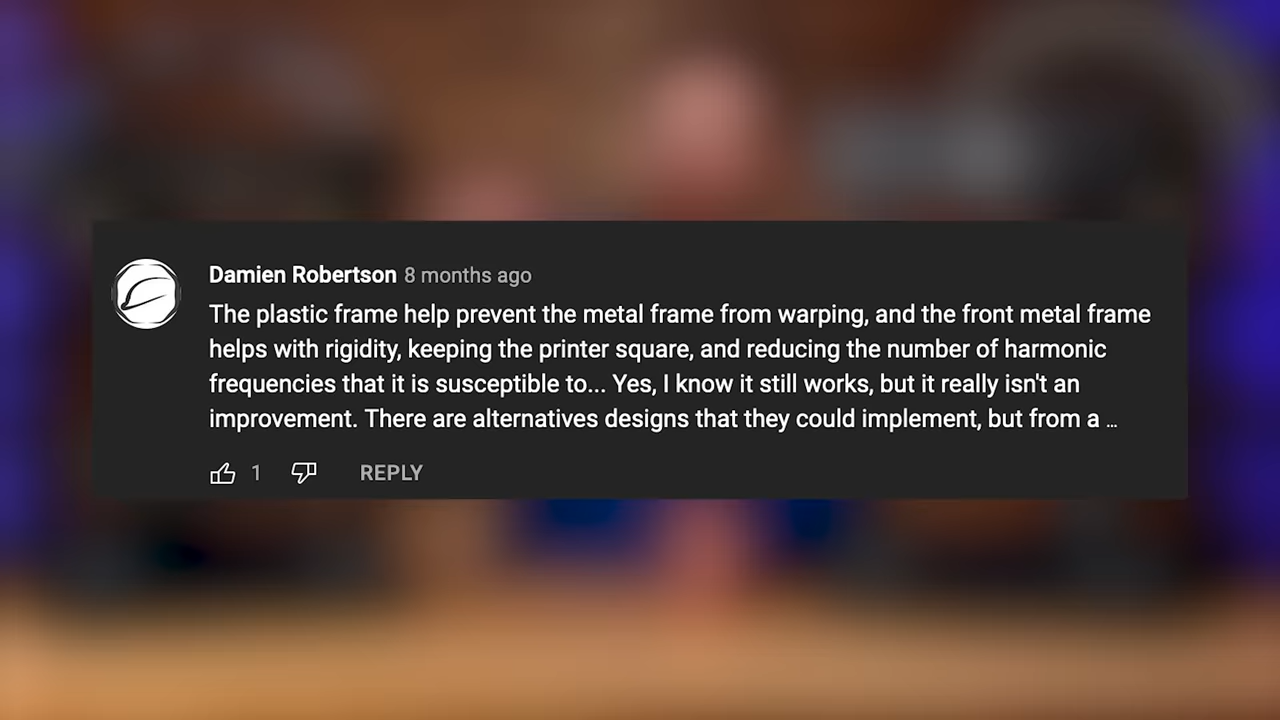 Damien Robertson 8 months ago
The plastic frame help prevent the metal frame from warping, and the front metal frame
helps with rigidity, keeping the printer square, and reducing the number of harmonic
frequencies that it is susceptible to... Yes, I know it still works, but it really isn't an
improvement. There are alternatives designs that they could implement, but from a ...
1 REPLY